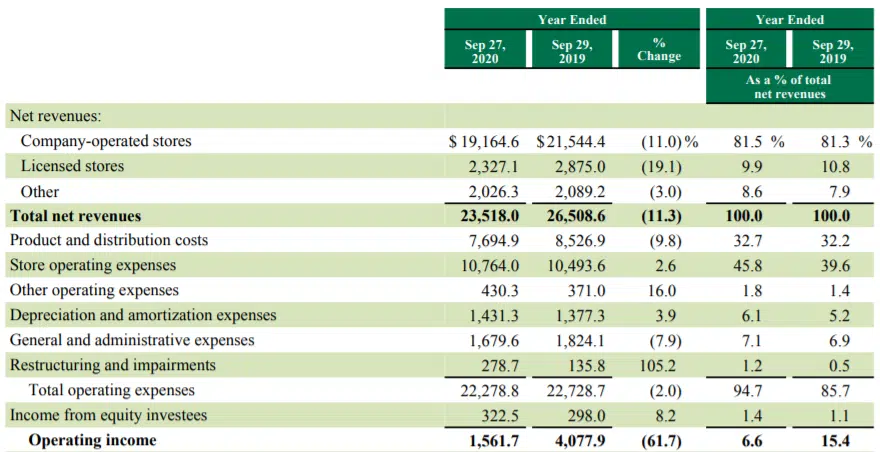 Year Ended Year Ended
Sep 27, 2020 Sep 29, 2019 % Change Sep 27, 2020 Sep 29, 2019
As a % of total net revenues
Net revenues:
Company-operated stores $ 19,164.6 $ 21,544.4 (11.0) % 81.5 % 81.3 %
Licensed stores 2,327.1 2,875.0 (19.1) 9.9 10.8
Other 2,026.3 2,089.2 (3.0) 8.6 7.9
Total net revenues 23,518.0 26,508.6 (11.3) 100.0 100.0
Product and distribution costs 7,694.9 8,526.9 (9.8) 32.7 32.2
Store operating expenses 10,764.0 10,493.6 2.6 45.8 39.6
Other operating expenses 430.3 371.0 16.0 1.8 1.4
Depreciation and amortization expenses 1,431.3 1,377.3 3.9 6.1 5.2
General and administrative expenses 1,679.6 1,824.1 (7.9) 7.1 6.9
Restructuring and impairments 278.7 135.8 105.2 1.2 0.5
Total operating expenses 22,278.8 22,728.7 (2.0) 94.7 85.7
Income from equity investees 322.5 298.0 8.2 1.4 1.1
Operating income 1,561.7 4,077.9 (61.7) 6.6 15.4